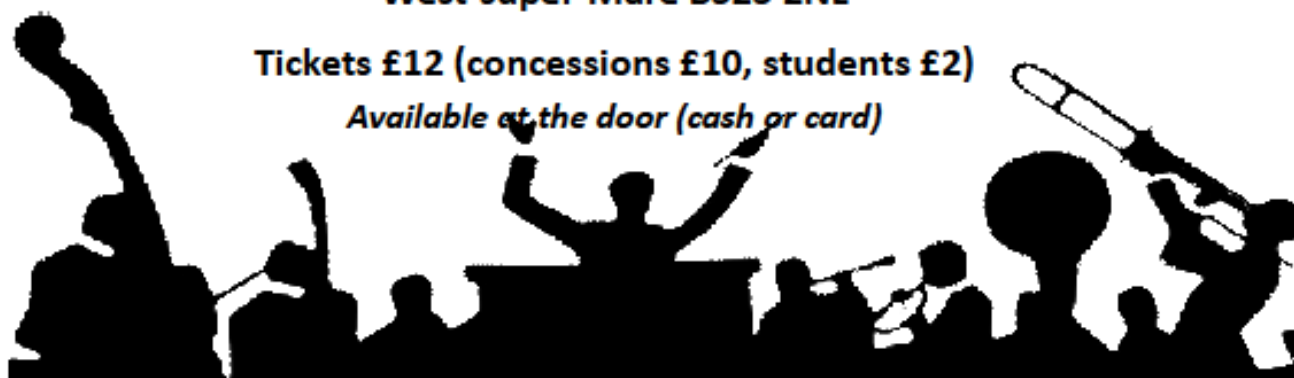 Tickets £12 (concessions £10, students £2)
Available at the door (cash or card)